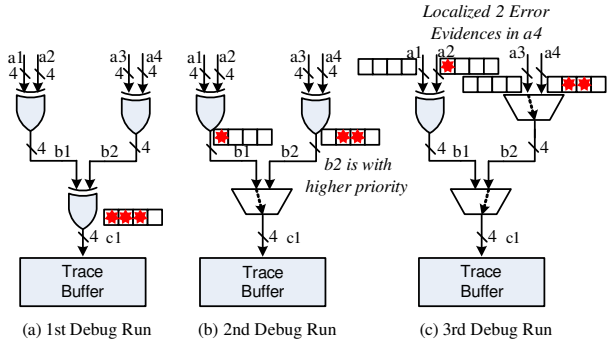 Localized 2 Error
Evidences in a4
a1 a2 a3 a4
4 4 4 4
4 b1 b2 4
4 c1
Trace
Buffer
(a) 1st Debug Run
a1 a2 a3 a4
4 4 4 4
4 b1 b2 4
b2 is with
higher priority
4 c1
Trace
Buffer
(b) 2nd Debug Run
a1 a2 a3 a4
4 4 4 4
4 b1 b2 4
4 c1
Trace
Buffer
(c) 3rd Debug Run